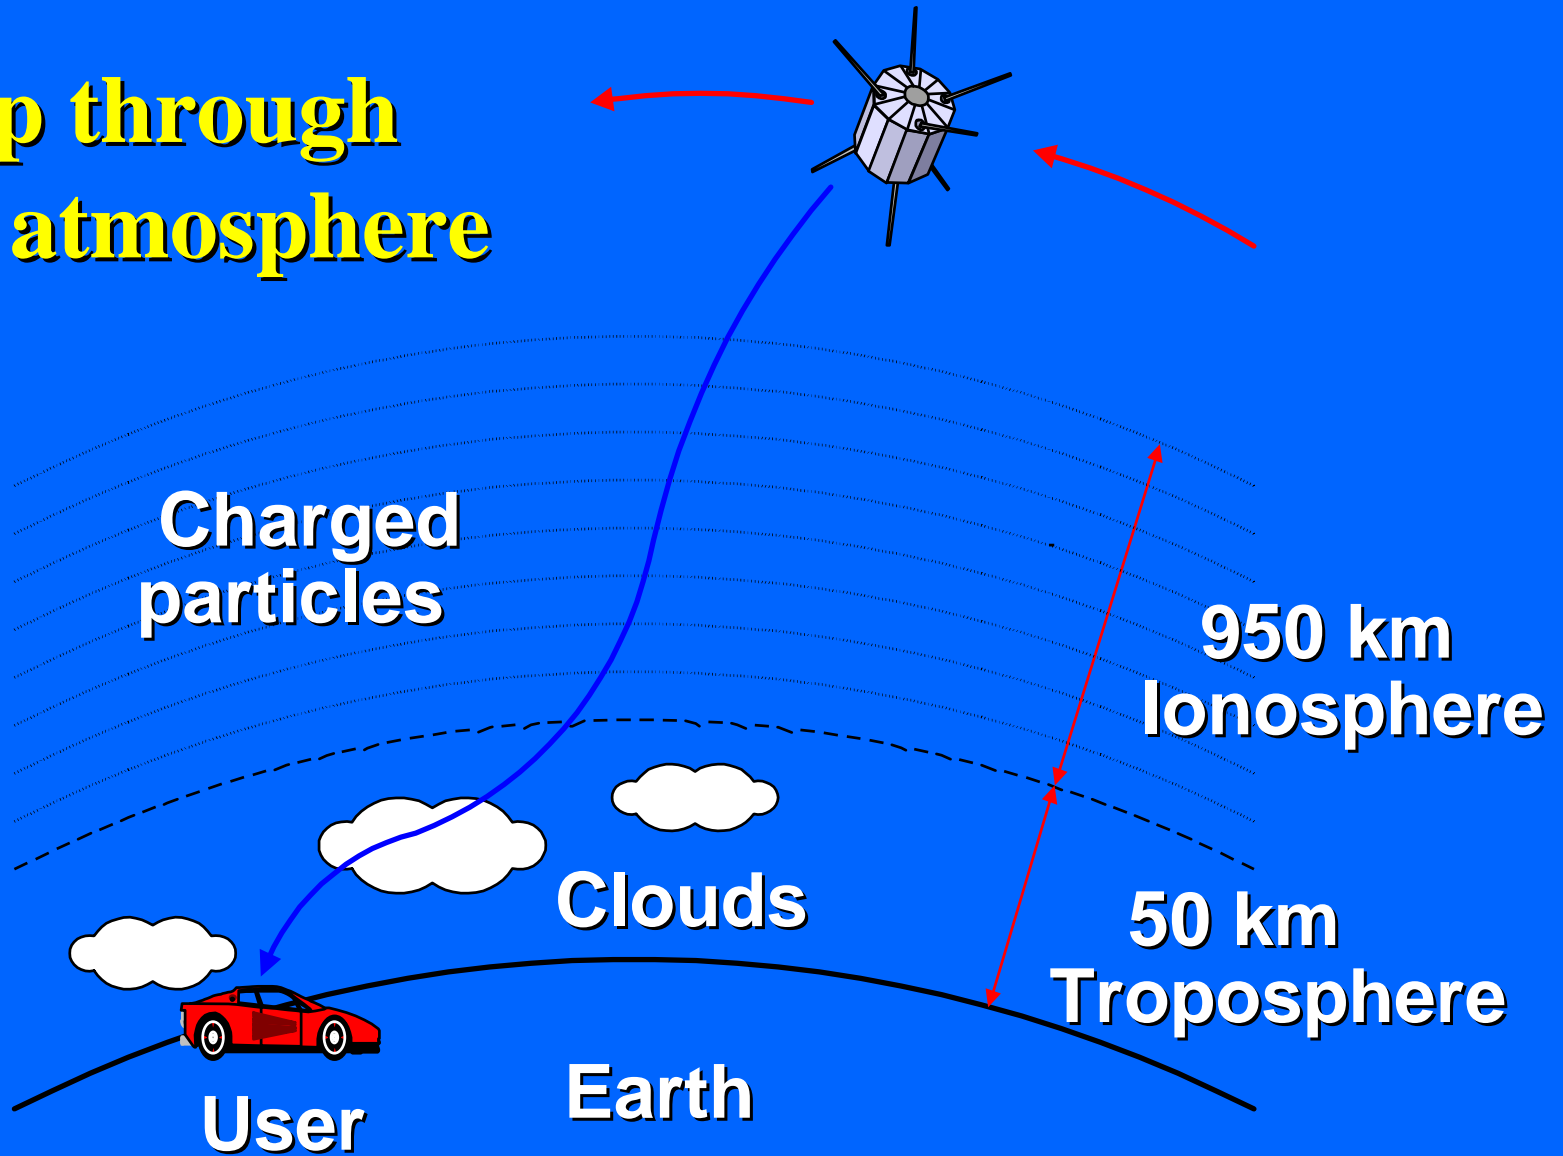 through
atmosphere
Charged
particles
950 km
Ionosphere
Clouds
50 km
Troposphere
Earth
User